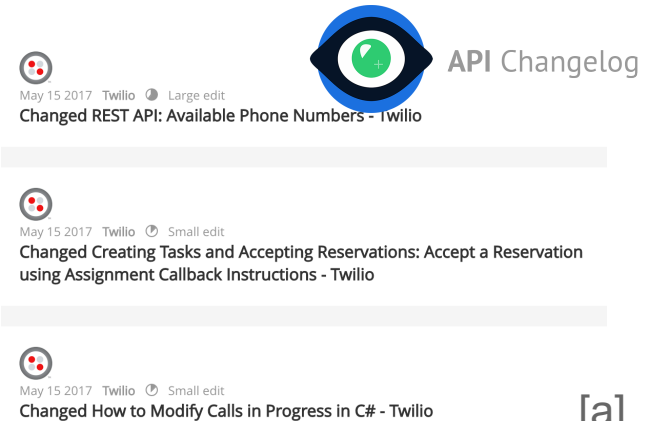 API Changelog
May 15 2017 Twilio Large edit
Changed REST API: Available Phone Numbers - Twilio
May 15 2017 Twilio Small edit
Changed Creating Tasks and Accepting Reservations: Accept a Reservation
using Assignment Callback Instructions - Twilio
May 15 2017 Twilio Small edit
Changed How to Modify Calls in Progress in C# - Twilio
[a]